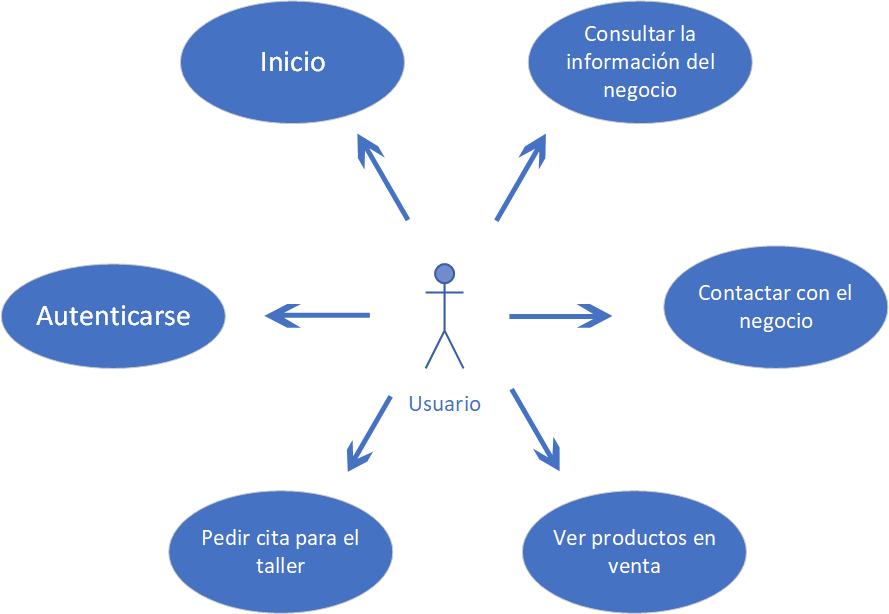 Inicio
Consultar la
información del
negocio
Autenticarse
Contactar con el
negocio
Usuario
Pedir cita para el
taller
Ver productos en
venta